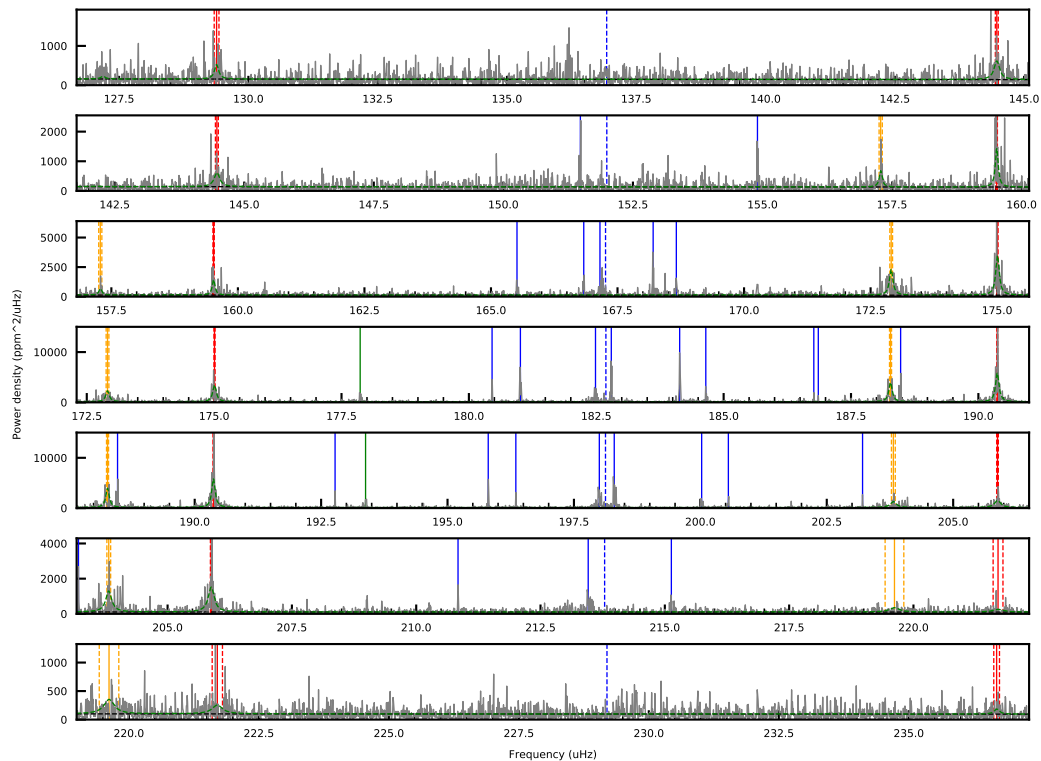 1000
0
127.5 130.0 132.5 135.0 137.5 140.0 142.5 145.0
2000
1000
0
142.5 145.0 147.5 150.0 152.5 155.0 157.5 160.0
5000
2500
0
157.5 160.0 162.5 165.0 167.5 170.0 172.5 175.0
10000
0
172.5 175.0 177.5 180.0 182.5 185.0 187.5 190.0
Power density (ppm^2/uHz)
10000
0
190.0 192.5 195.0 197.5 200.0 202.5 205.0
4000
2000
0
205.0 207.5 210.0 212.5 215.0 217.5 220.0
1000
500
0
220.0 222.5 225.0 227.5 230.0 232.5 235.0
Frequency (uHz)